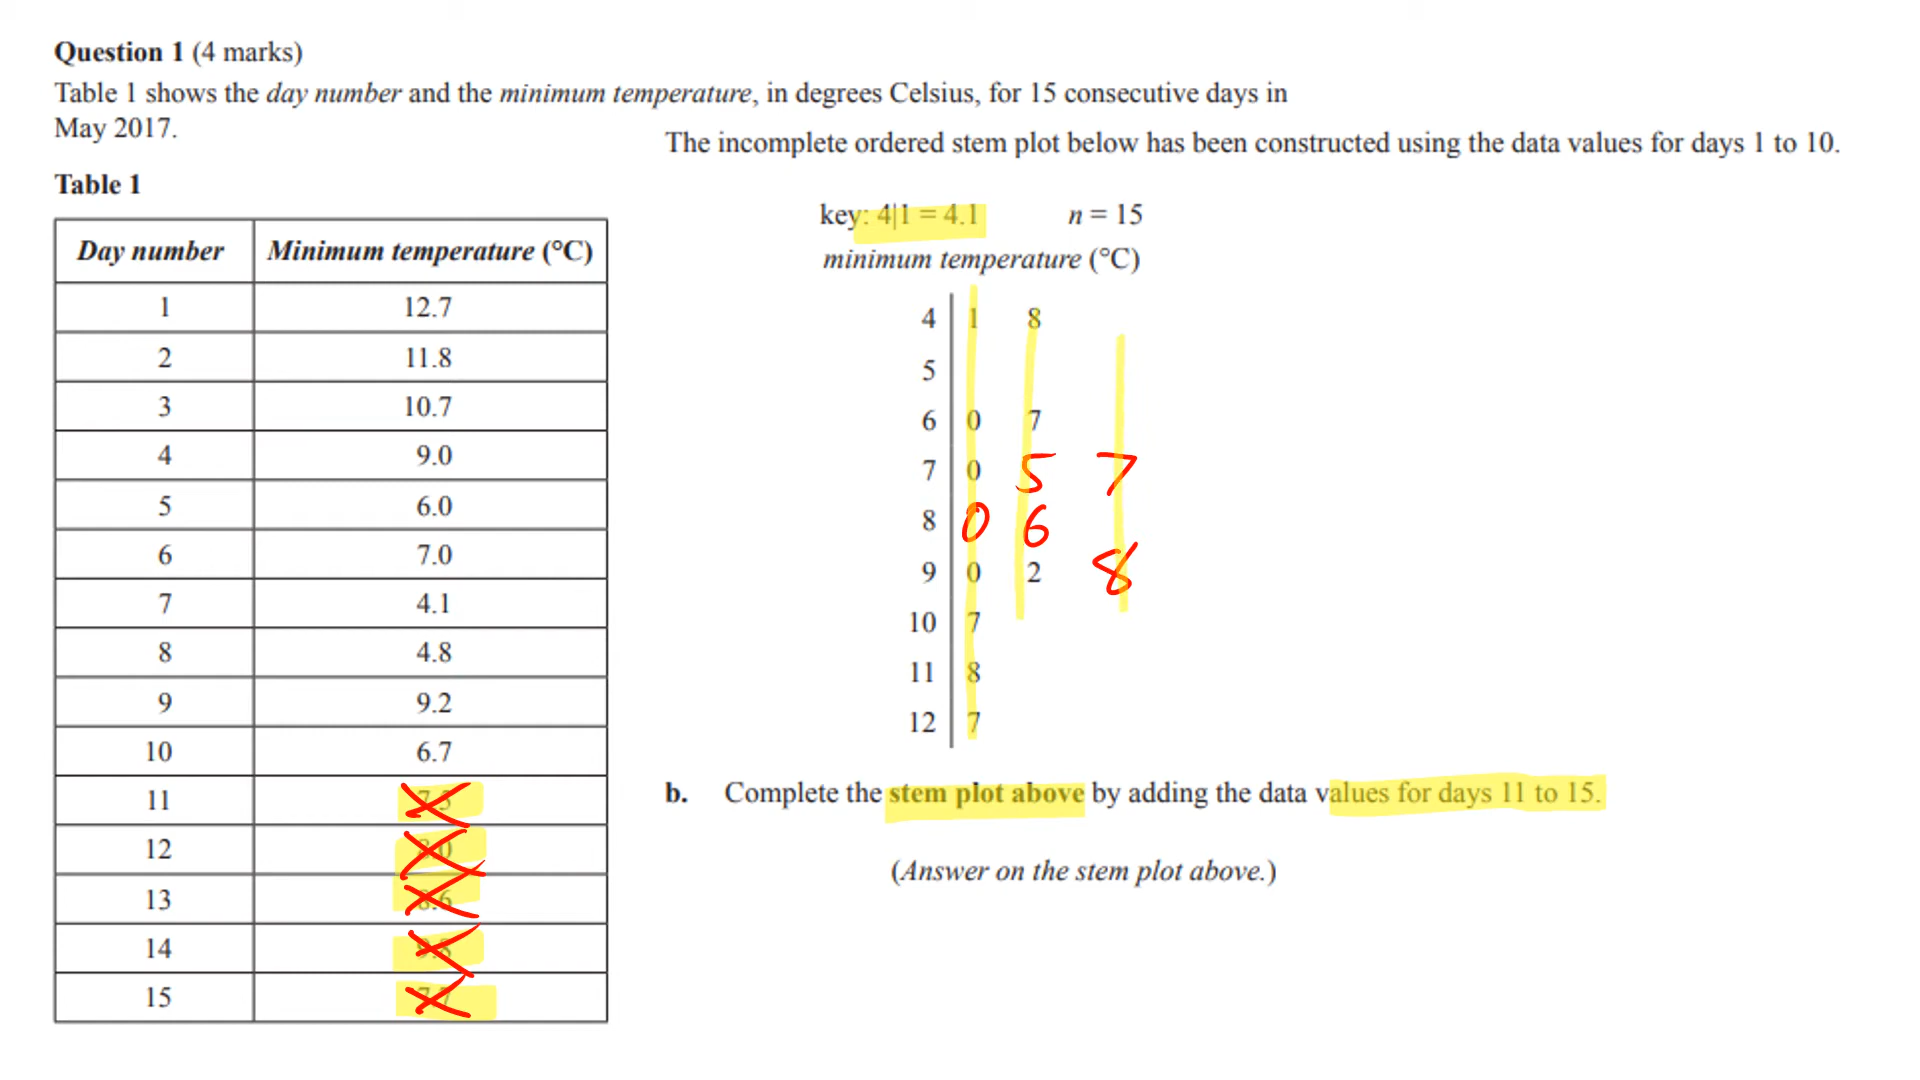 Question 1 (4 marks)
Table 1 shows the day number and the minimum temperature, in degrees Celsius, for 15 consecutive days in
May 2017.
Table 1
Day number Minimum temperature (°C)
1 12.7
2 11.8
3 10.7
4 9.0
5 6.0
6 7.0
7 4.1
8 4.8
9 9.2
10 6.7
11
12
13
14
15
The incomplete ordered stem plot below has been constructed using the data values for days 1 to 10.
key: 4|1 = 4.1 n = 15
minimum temperature (°C)
4 1 8
5
6 0 7
7 0 5 7
8 0 6
9 0 2 8
10 7
11 8
12 7
b. Complete the stem plot above by adding the data values for days 11 to 15.
(Answer on the stem plot above.)